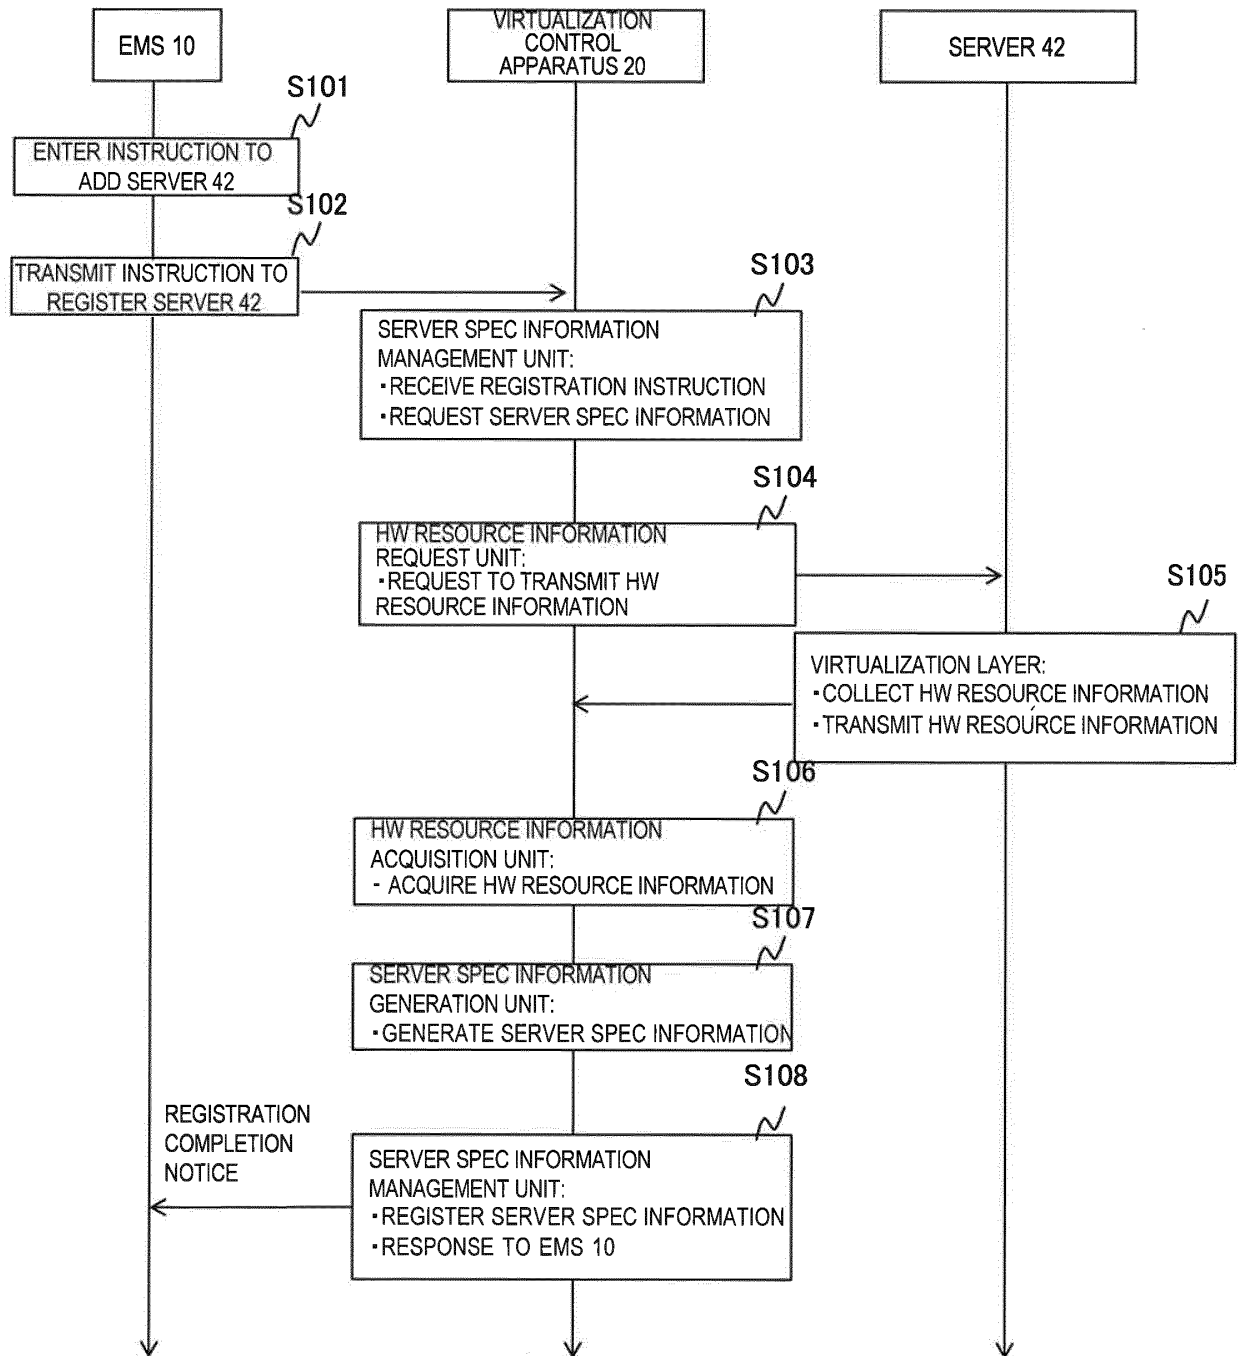 EMS 10
VIRTUALIZATION
CONTROL
APPARATUS 20
SERVER 42
S101
ENTER INSTRUCTION TO
ADD SERVER 42
S102
TRANSMIT INSTRUCTION TO
REGISTER SERVER 42
S103
SERVER SPEC INFORMATION
MANAGEMENT UNIT:
・RECEIVE REGISTRATION INSTRUCTION
・REQUEST SERVER SPEC INFORMATION
S104
HW RESOURCE INFORMATION
REQUEST UNIT:
・REQUEST TO TRANSMIT HW
RESOURCE INFORMATION
S105
VIRTUALIZATION LAYER:
・COLLECT HW RESOURCE INFORMATION
・TRANSMIT HW RESOURCE INFORMATION
S106
HW RESOURCE INFORMATION
ACQUISITION UNIT:
- ACQUIRE HW RESOURCE INFORMATION
S107
SERVER SPEC INFORMATION
GENERATION UNIT:
・GENERATE SERVER SPEC INFORMATION
S108
REGISTRATION
COMPLETION
NOTICE
SERVER SPEC INFORMATION
MANAGEMENT UNIT:
・REGISTER SERVER SPEC INFORMATION
・RESPONSE TO EMS 10